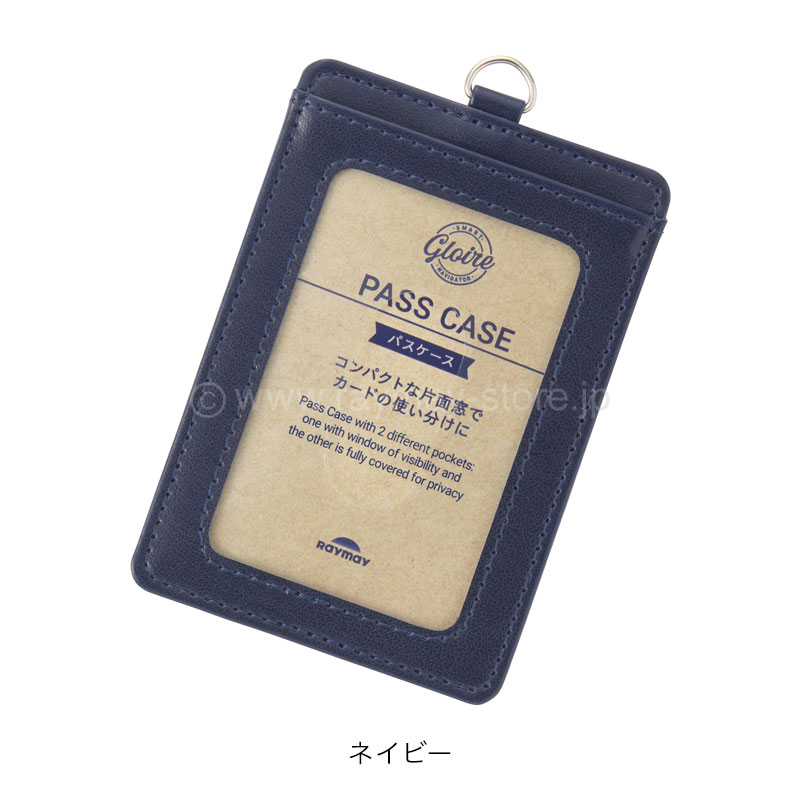 SMART
Gloire
NAVIGATOR
PASS CASE
パスケース
コンパクトな片面窓で
カードの使い分けに
Pass Case with 2 different pockets:
one with window of visibility and
the other is fully covered for privacy
RAYMAY
ネイビー